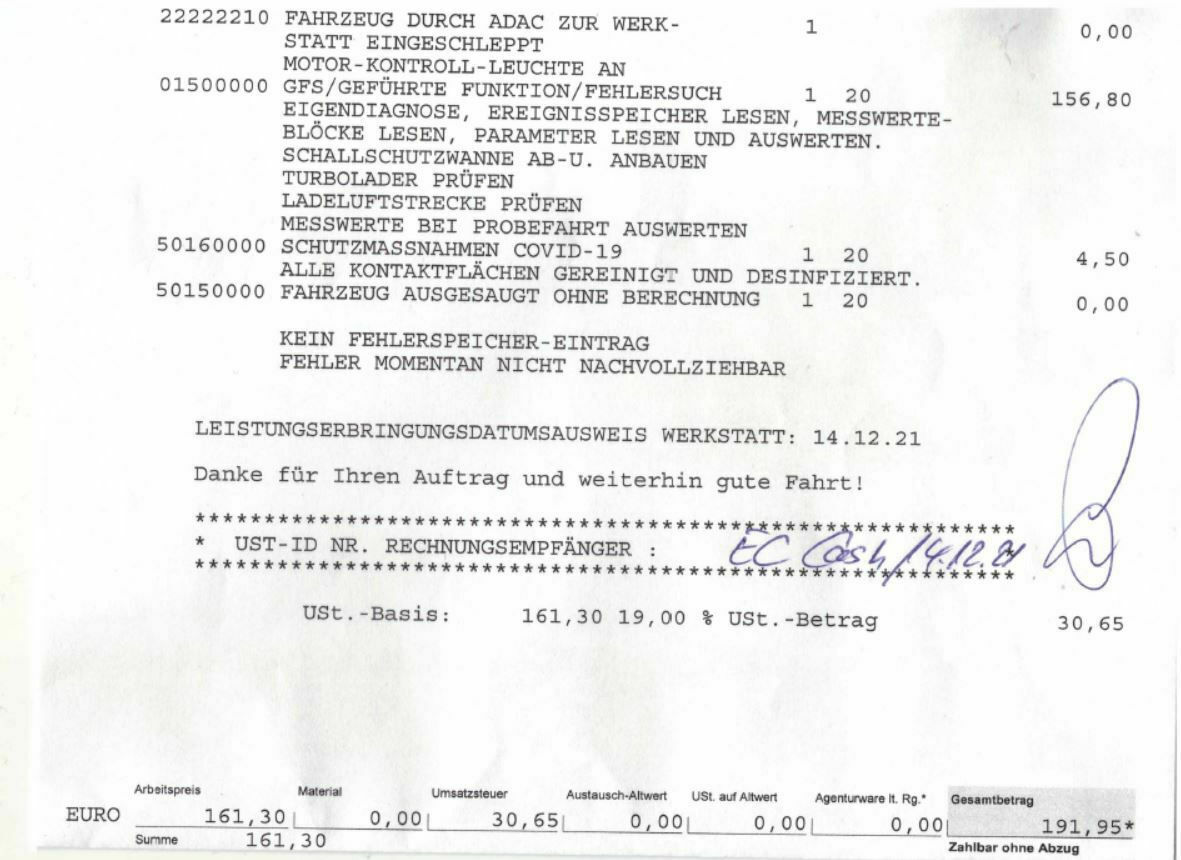 22222210 FAHRZEUG DURCH ADAC ZUR WERK- 1 0,00
STATT EINGESCHLEPPT
MOTOR-KONTROLL-LEUCHTE AN
01500000 GFS/GEFÜHRTE FUNKTION/FEHLERSUCH 1 20 156,80
EIGENDIAGNOSE, EREIGNISSPEICHER LESEN, MESSWERTE-
BLÖCKE LESEN, PARAMETER LESEN UND AUSWERTEN.
SCHALLSCHUTZWANNE AB-U. ANBAUEN
TURBOLADER PRÜFEN
LADELUFTSTRECKE PRÜFEN
MESSWERTE BEI PROBEFAHRT AUSWERTEN
50160000 SCHUTZMASSNAHMEN COVID-19 1 20 4,50
ALLE KONTAKTFLÄCHEN GEREINIGT UND DESINFIZIERT.
50150000 FAHRZEUG AUSGESAUGT OHNE BERECHNUNG 1 20 0,00
KEIN FEHLERSPEICHER-EINTRAG
FEHLER MOMENTAN NICHT NACHVOLLZIEHBAR
LEISTUNGSERBRINGUNGSDATUMSAUSWEIS WERKSTATT: 14.12.21
Danke für Ihren Auftrag und weiterhin gute Fahrt!
***************************************************************
* UST-ID NR. RECHNUNGSEMPFÄNGER : EC Cash/14.12.21 *
***************************************************************
USt.-Basis: 161,30 19,00 % USt.-Betrag 30,65
Arbeitspreis Material Umsatzsteuer Austausch-Altwert USt. auf Altwert Agenturware lt. Rg.* Gesamtbetrag
EURO 161,30 0,00 30,65 0,00 0,00 0,00 191,95*
Summe 161,30 Zahlbar ohne Abzug